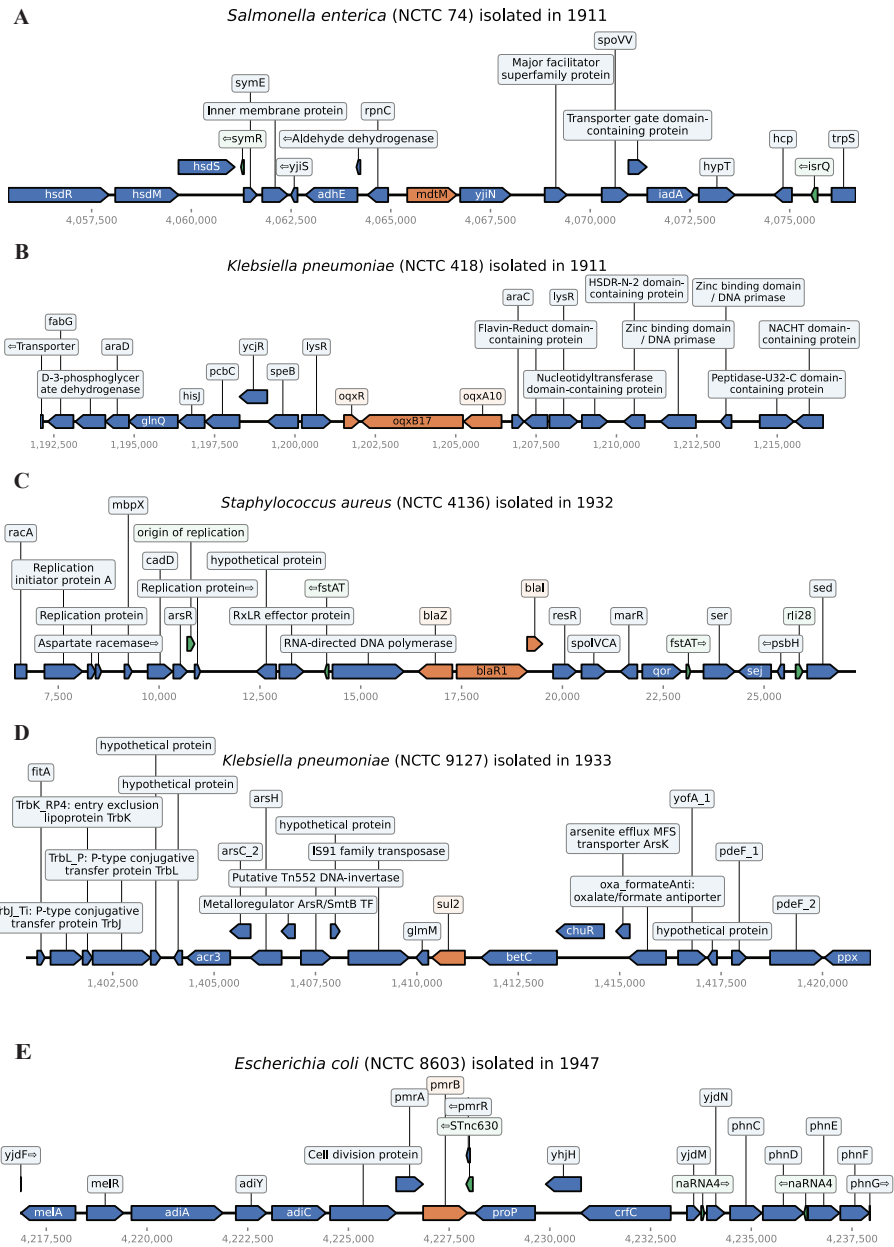 A
Salmonella enterica (NCTC 74) isolated in 1911
spoVV
Major facilitator
superfamily protein
symE
Inner membrane protein
rpnC
Transporter gate domain-
containing protein
⇦symR
⇦Aldehyde dehydrogenase
hcp
trpS
hsdS
⇦yjiS
hypT
⇦isrQ
hsdR
hsdM
adhE
mdtM
yjiN
iadA
4,057,500
4,060,000
4,062,500
4,065,000
4,067,500
4,070,000
4,072,500
4,075,000
B
Klebsiella pneumoniae (NCTC 418) isolated in 1911
HSDR-N-2 domain-
containing protein
Zinc binding domain
/ DNA primase
fabG
araC
lysR
⇦Transporter
araD
ycjR
lysR
Flavin-Reduct domain-
containing protein
Zinc binding domain
/ DNA primase
NACHT domain-
containing protein
D-3-phosphoglycer
ate dehydrogenase
pcbC
speB
Nucleotidyltransferase
domain-containing protein
Peptidase-U32-C domain-
containing protein
hisJ
oqxR
oqxA10
glnQ
oqxB17
1,192,500
1,195,000
1,197,500
1,200,000
1,202,500
1,205,000
1,207,500
1,210,000
1,212,500
1,215,000
C
Staphylococcus aureus (NCTC 4136) isolated in 1932
mbpX
racA
origin of replication
Replication
initiator protein A
cadD
hypothetical protein
Replication protein⇨
⇦fstAT
blaI
sed
Replication protein
arsR
RxLR effector protein
blaZ
resR
marR
ser
rli28
Aspartate racemase⇨
RNA-directed DNA polymerase
spoIVCA
fstAT⇨
⇦psbH
blaR1
qor
sej
7,500
10,000
12,500
15,000
17,500
20,000
22,500
25,000
D
Klebsiella pneumoniae (NCTC 9127) isolated in 1933
hypothetical protein
fitA
hypothetical protein
arsH
yofA_1
TrbK_RP4: entry exclusion
lipoprotein TrbK
hypothetical protein
arsenite efflux MFS
transporter ArsK
TrbL_P: P-type conjugative
transfer protein TrbL
arsC_2
IS91 family transposase
pdeF_1
Putative Tn552 DNA-invertase
oxa_formateAnti:
oxalate/formate antiporter
rbJ_Ti: P-type conjugative
transfer protein TrbJ
Metalloregulator ArsR/SmtB TF
sul2
pdeF_2
glmM
chuR
hypothetical protein
acr3
betC
ppx
1,402,500
1,405,000
1,407,500
1,410,000
1,412,500
1,415,000
1,417,500
1,420,000
E
Escherichia coli (NCTC 8603) isolated in 1947
pmrB
pmrA
⇦pmrR
yjdN
⇦STnc630
phnC
phnE
yjdF⇨
Cell division protein
yhjH
yjdM
phnD
phnF
melR
adiY
naRNA4⇨
⇦naRNA4
phnG⇨
melA
adiA
adiC
proP
crfC
4,217,500
4,220,000
4,222,500
4,225,000
4,227,500
4,230,000
4,232,500
4,235,000
4,237,500